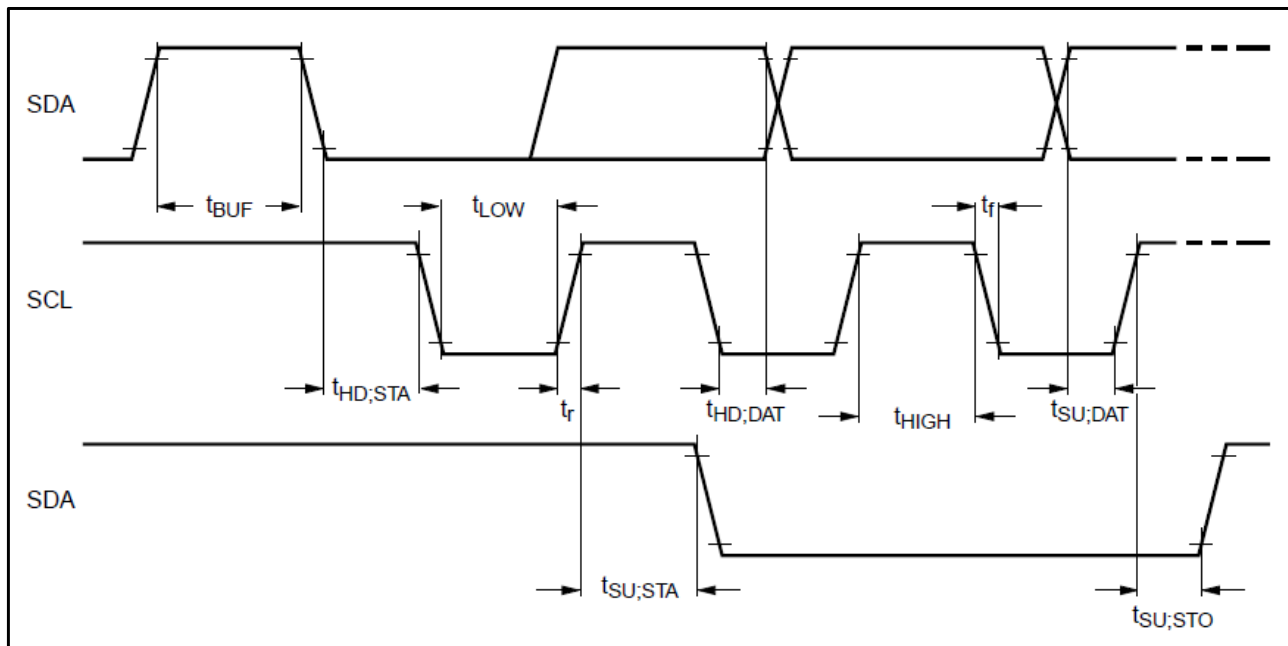 SDA
tBUF
tLOW
tf
SCL
tHD;STA
tr
tHD;DAT
tHIGH
tSU;DAT
SDA
tSU;STA
tSU;STO